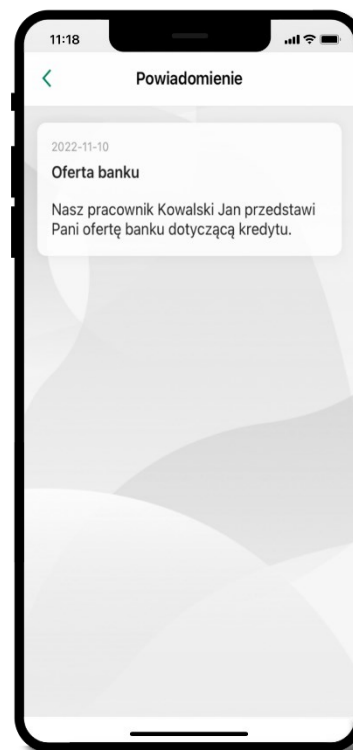 11:18
Powiadomienie
2022-11-10
Oferta banku
Nasz pracownik Kowalski Jan przedstawi
Pani ofertę banku dotyczącą kredytu.